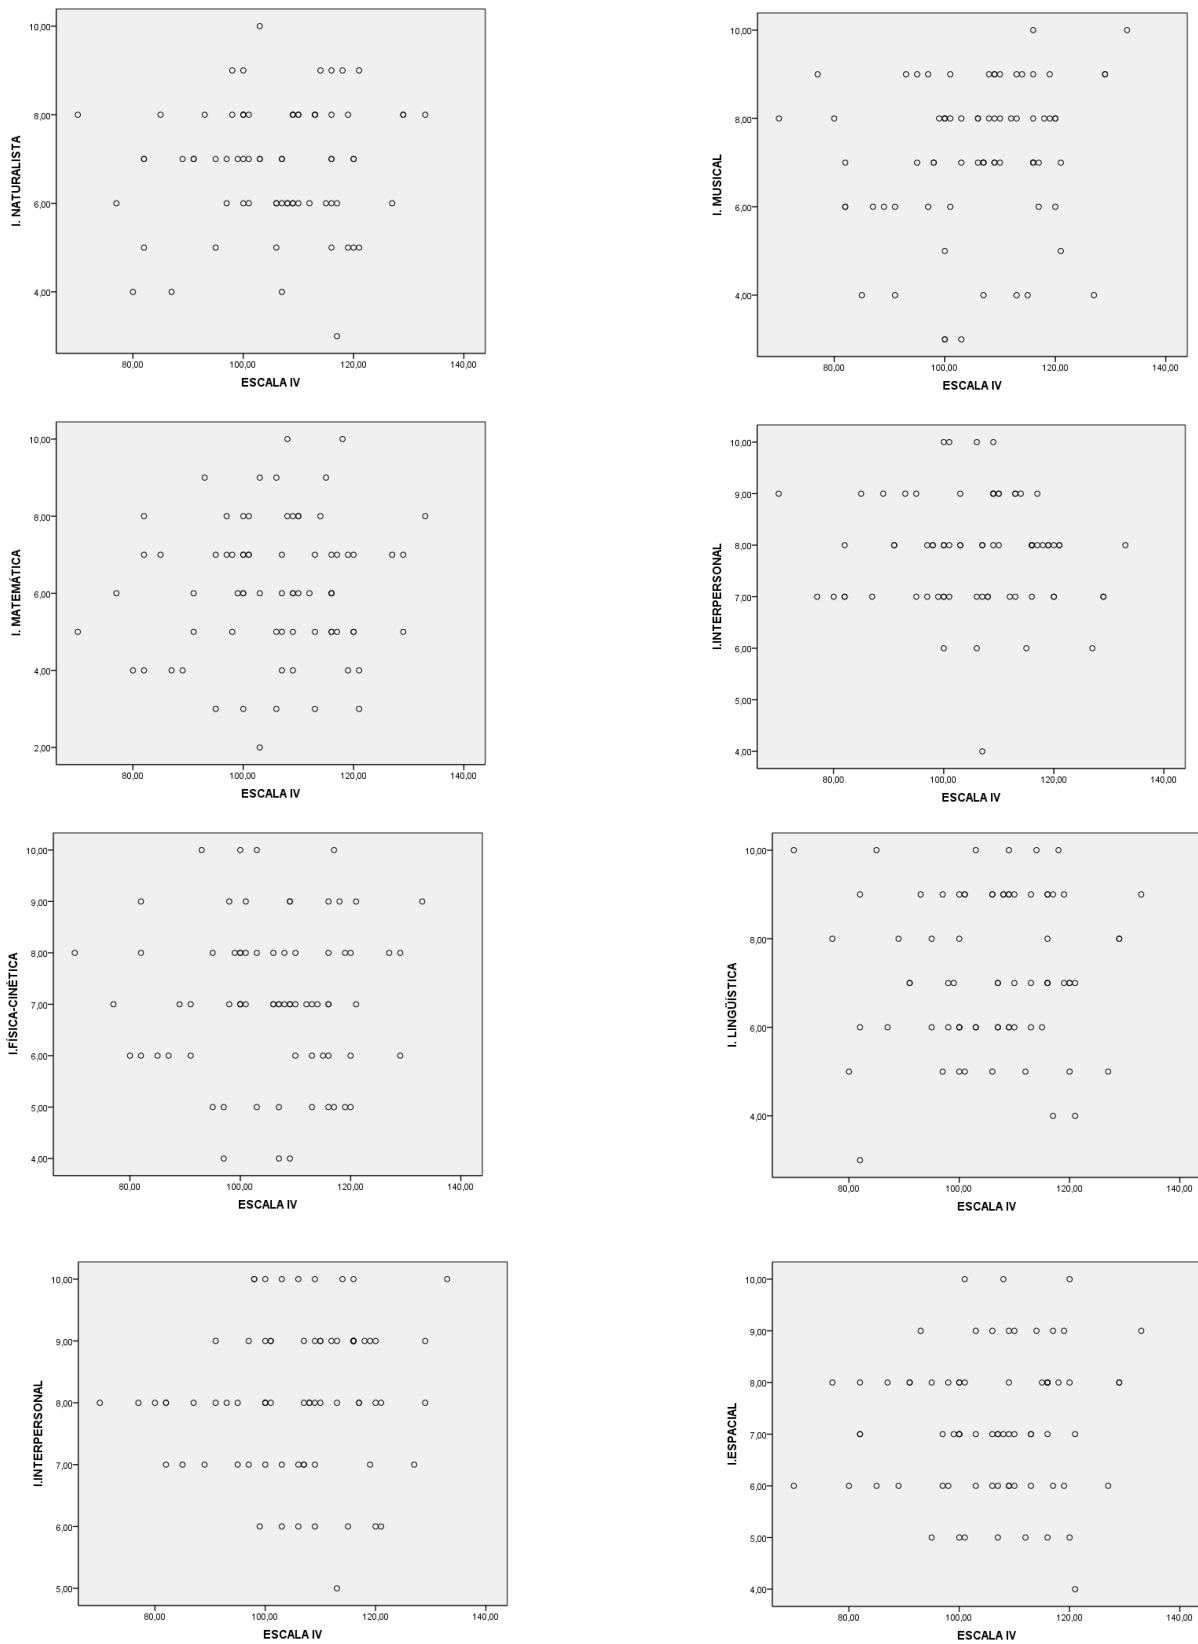 10,00
8,00
6,00
4,00
I. NATURALISTA
80,00 100,00 120,00 140,00
ESCALA IV
10,00
8,00
6,00
4,00
I. MUSICAL
80,00 100,00 120,00 140,00
ESCALA IV
10,00
8,00
6,00
4,00
2,00
I. MATEMÁTICA
80,00 100,00 120,00 140,00
ESCALA IV
10,00
9,00
8,00
7,00
6,00
5,00
4,00
I.INTERPERSONAL
80,00 100,00 120,00 140,00
ESCALA IV
10,00
9,00
8,00
7,00
6,00
5,00
4,00
I.FÍSICA-CINÉTICA
80,00 100,00 120,00 140,00
ESCALA IV
10,00
8,00
6,00
4,00
I. LINGÜÍSTICA
80,00 100,00 120,00 140,00
ESCALA IV
10,00
9,00
8,00
7,00
6,00
5,00
I.INTERPERSONAL
80,00 100,00 120,00 140,00
ESCALA IV
10,00
9,00
8,00
7,00
6,00
5,00
4,00
I.ESPACIAL
80,00 100,00 120,00 140,00
ESCALA IV